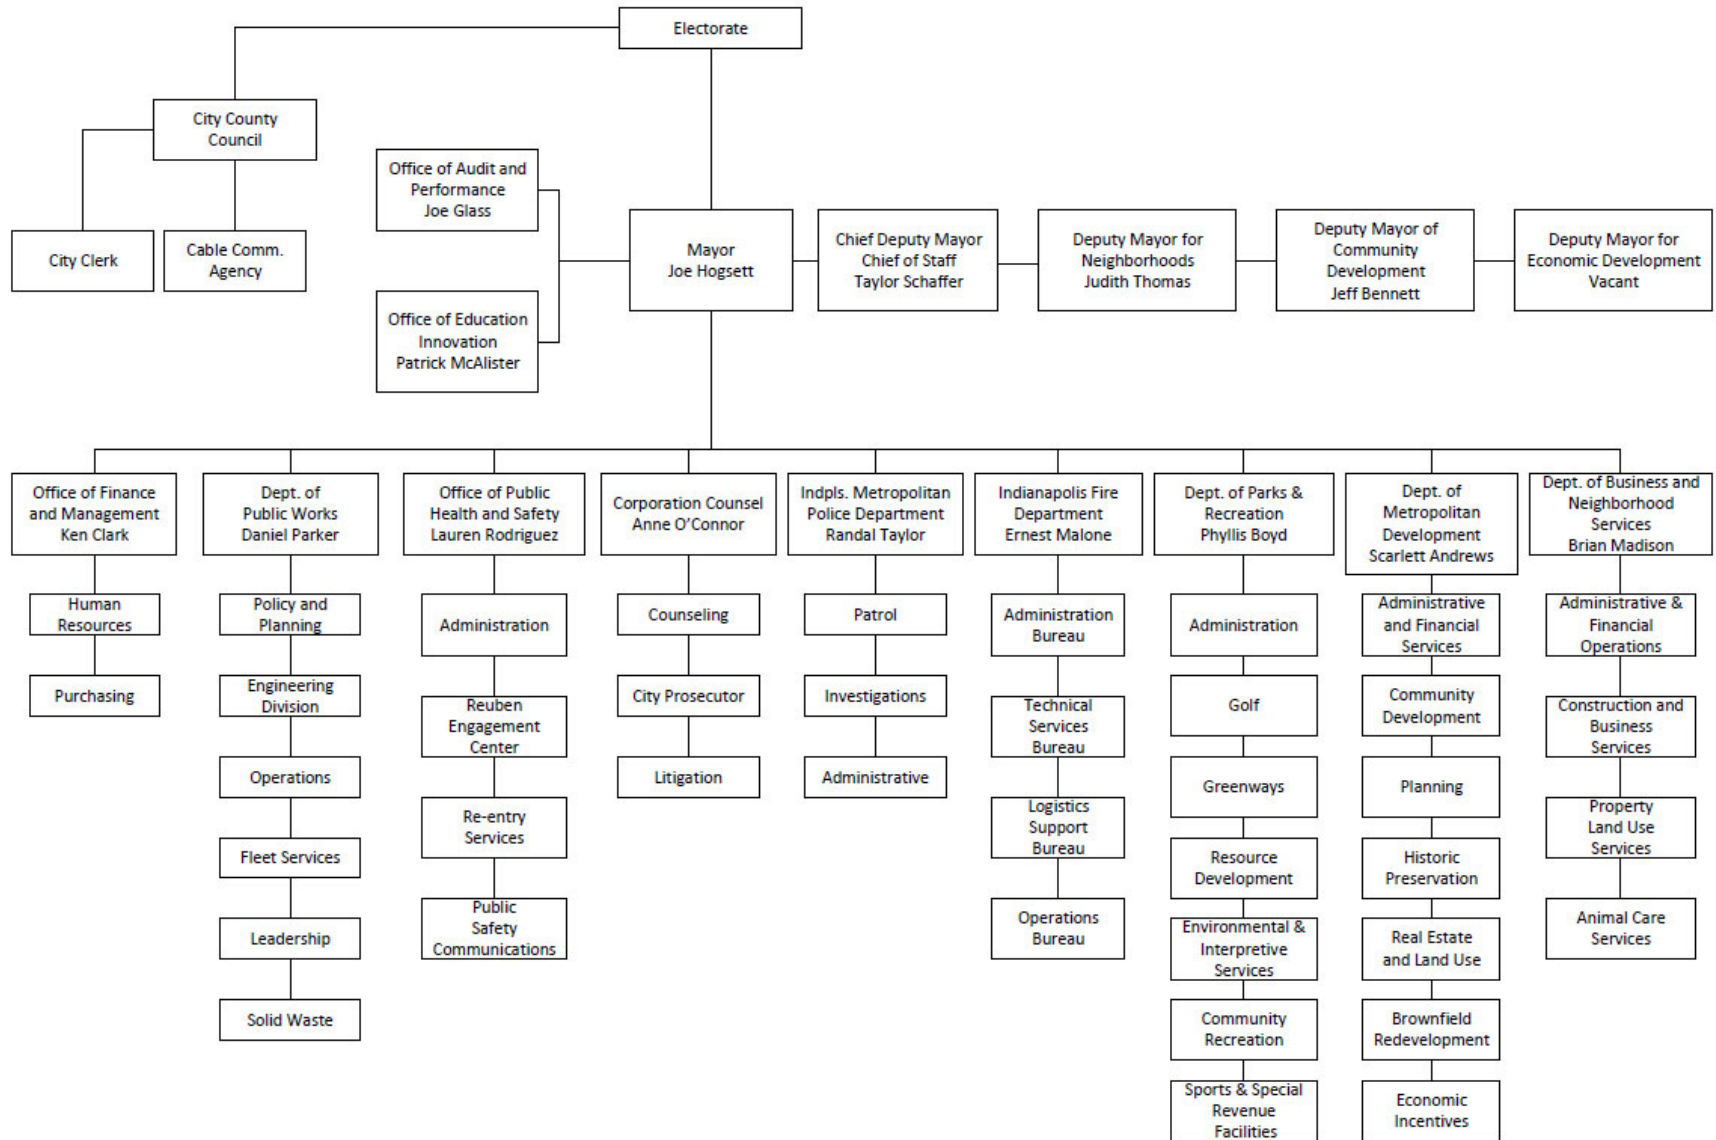 Electorate
City County
Council
City Clerk
Cable Comm.
Agency
Office of Audit and
Performance
Joe Glass
Office of Education
Innovation
Patrick McAlister
Mayor
Joe Hogsett
Chief Deputy Mayor
Chief of Staff
Taylor Schaffer
Deputy Mayor for
Neighborhoods
Judith Thomas
Deputy Mayor of
Community
Development
Jeff Bennett
Deputy Mayor for
Economic Development
Vacant
Office of Finance
and Management
Ken Clark
Human
Resources
Purchasing
Dept. of
Public Works
Daniel Parker
Policy and
Planning
Engineering
Division
Operations
Fleet Services
Leadership
Solid Waste
Office of Public
Health and Safety
Lauren Rodriguez
Administration
Reuben
Engagement
Center
Re-entry
Services
Public
Safety
Communications
Corporation Counsel
Anne O’Connor
Counseling
City Prosecutor
Litigation
Indpls. Metropolitan
Police Department
Randal Taylor
Patrol
Investigations
Administrative
Indianapolis Fire
Department
Ernest Malone
Administration
Bureau
Technical
Services
Bureau
Logistics
Support
Bureau
Operations
Bureau
Dept. of Parks &
Recreation
Phyllis Boyd
Administration
Golf
Greenways
Resource
Development
Environmental &
Interpretive
Services
Community
Recreation
Sports & Special
Revenue
Facilities
Dept. of
Metropolitan
Development
Scarlett Andrews
Administrative
and Financial
Services
Community
Development
Planning
Historic
Preservation
Real Estate
and Land Use
Brownfield
Redevelopment
Economic
Incentives
Dept. of Business and
Neighborhood
Services
Brian Madison
Administrative &
Financial
Operations
Construction and
Business
Services
Property
Land Use
Services
Animal Care
Services